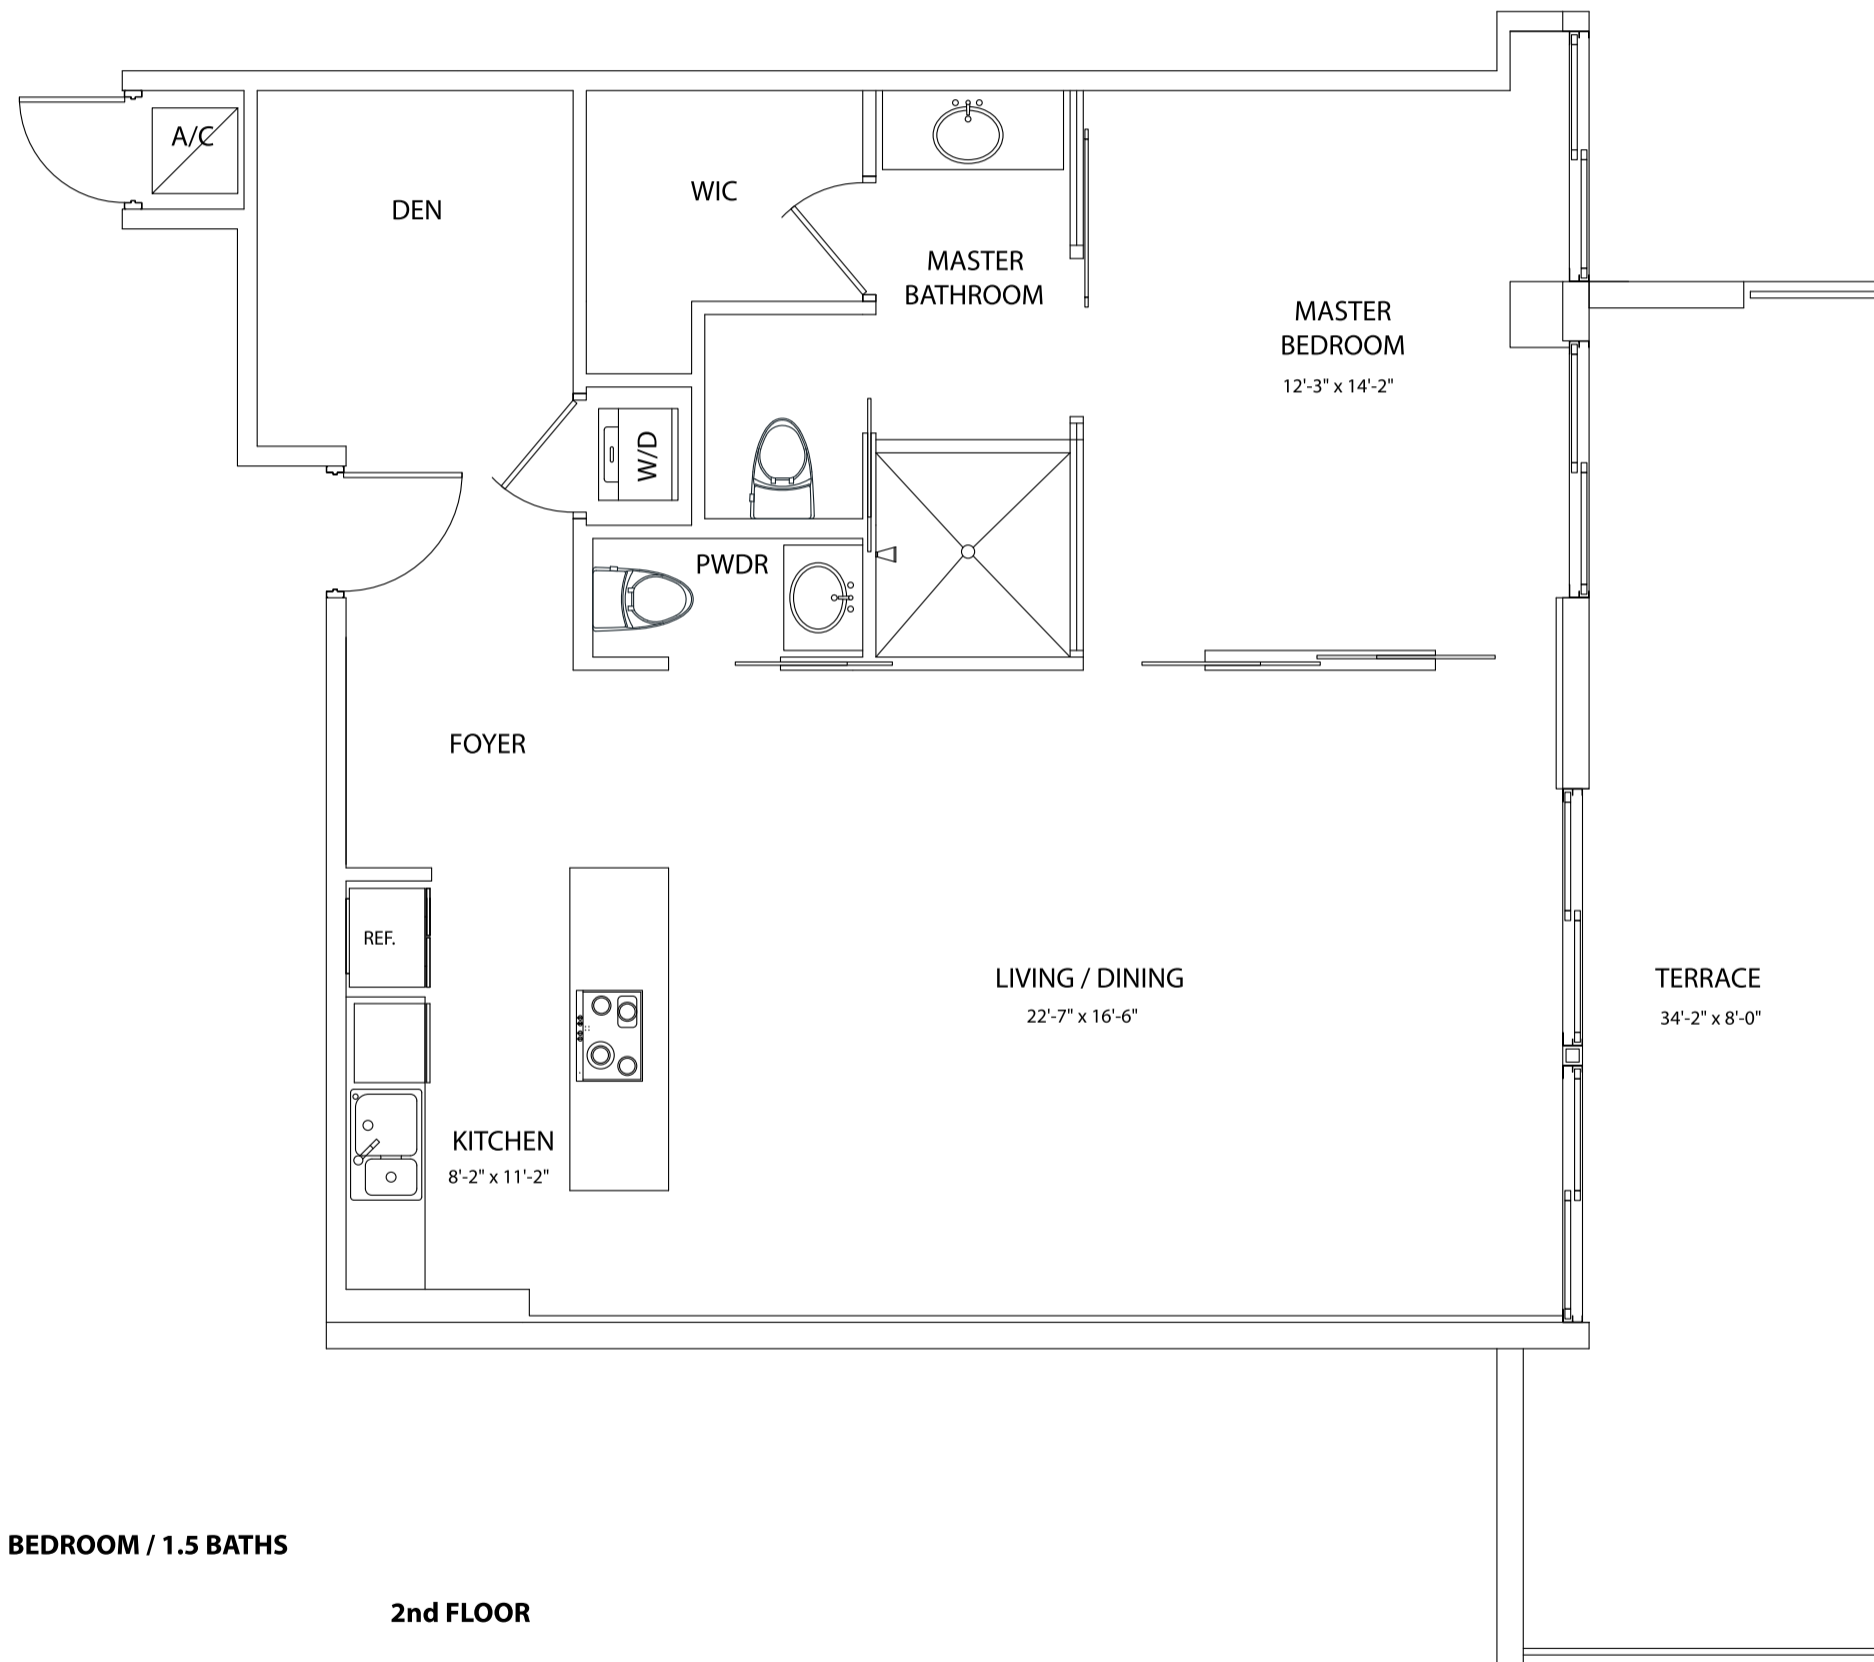 A/C
DEN
WIC
MASTER
BATHROOM
MASTER
BEDROOM
12'-3" x 14'-2"
W/D
PWDR
FOYER
REF.
LIVING / DINING
22'-7" x 16'-6"
TERRACE
34'-2" x 8'-0"
KITCHEN
8'-2" x 11'-2"
BEDROOM / 1.5 BATHS
2nd FLOOR